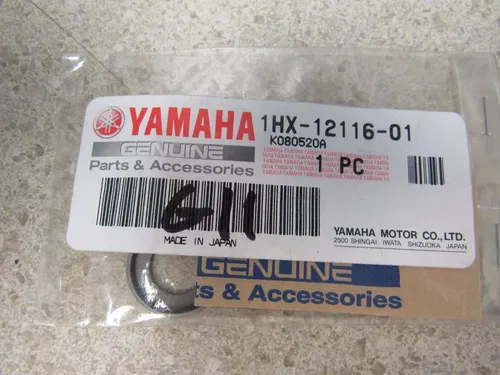 YAMAHA 1HX-12116-01
GENUINE K080520A
Parts & Accessories 1 PC
G11
MADE IN JAPAN
YAMAHA MOTOR CO., LTD.
2500 SHINGAI IWATA SHIZUOKA JAPAN
GENUINE
ts & Accessories